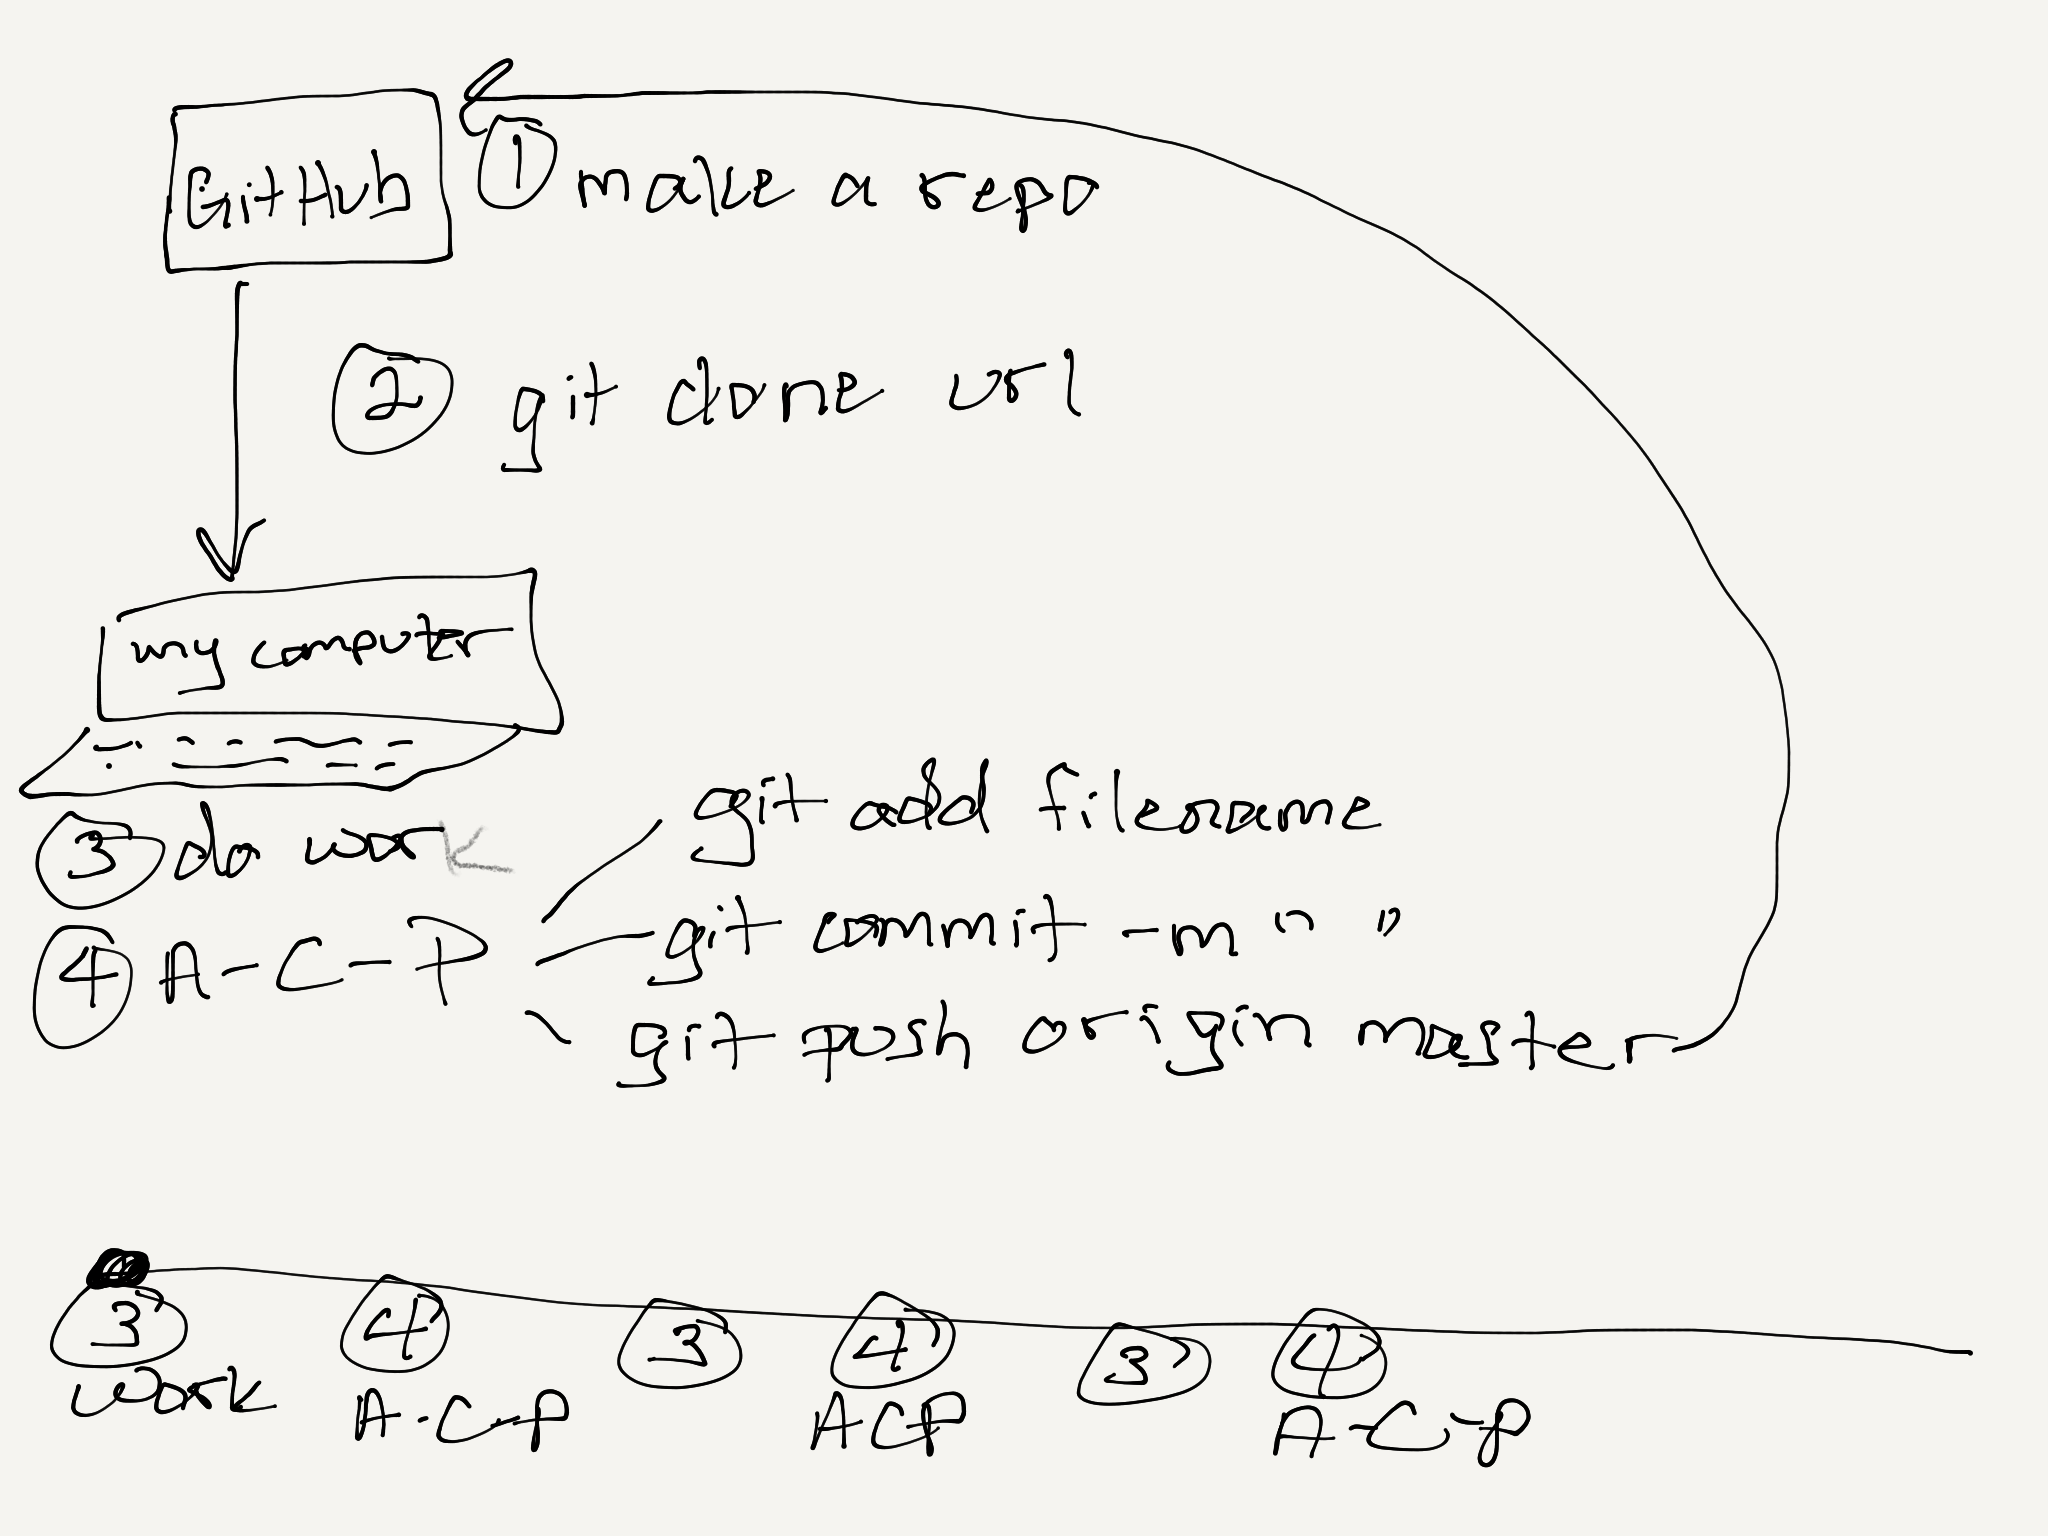 GitHub
1 make a repo
2 git clone url
my computer
3 do work
4 A-C-P
git add filename
git commit -m " "
git push origin master
3 4 3 4 3 4
work A-C-P ACP A-C-P